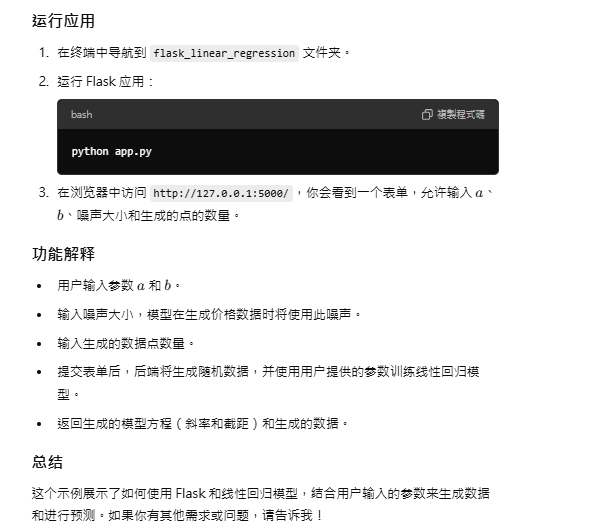 运行应用
1. 在终端中导航到 flask_linear_regression 文件夹。
2. 运行 Flask 应用：
bash 複製程式碼
python app.py
3. 在浏览器中访问 http://127.0.0.1:5000/，你会看到一个表单，允许输入 a、
b、噪声大小和生成的点的数量。
功能解释
• 用户输入参数 a 和 b。
• 输入噪声大小，模型在生成价格数据时将使用此噪声。
• 输入生成的数据点数量。
• 提交表单后，后端将生成随机数据，并使用用户提供的参数训练线性回归模
型。
• 返回生成的模型方程（斜率和截距）和生成的数据。
总结
这个示例展示了如何使用 Flask 和线性回归模型，结合用户输入的参数来生成数据
和进行预测。如果你有其他需求或问题，请告诉我！